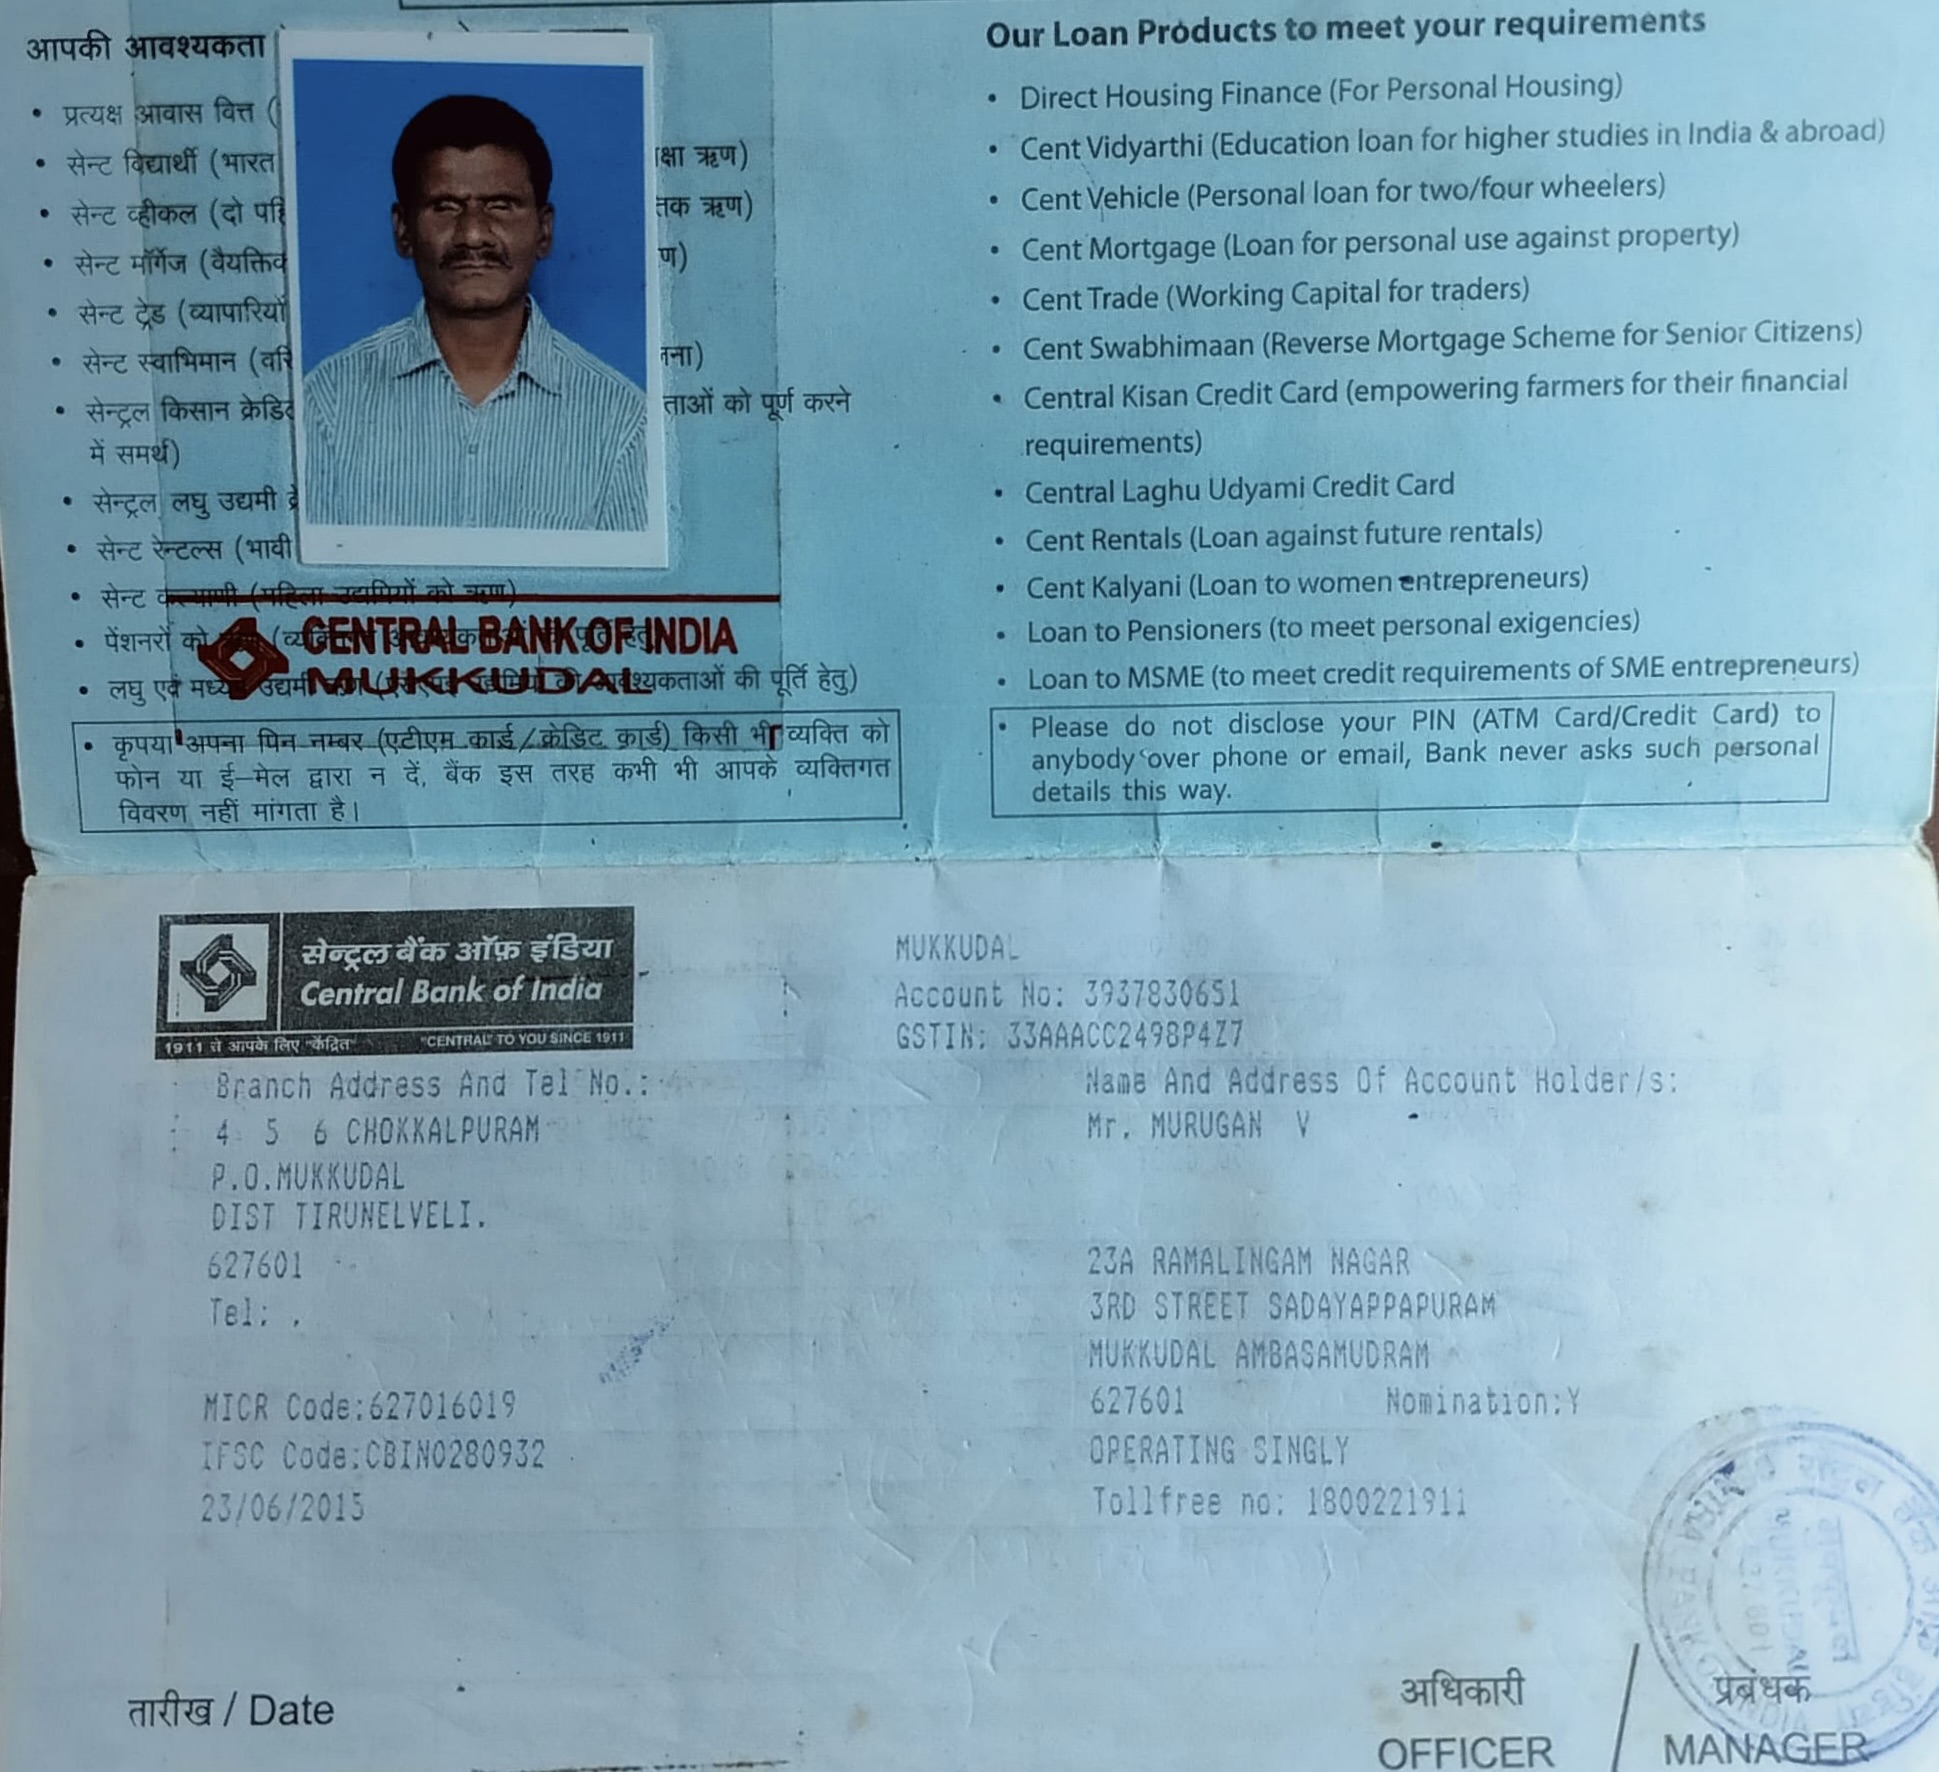 आपकी आवश्यकता
• प्रत्यक्ष आवास वित्त (
• सेन्ट विद्यार्थी (भारत क्षा ऋण)
• सेन्ट व्हीकल (दो पहि तक ऋण)
• सेन्ट मॉर्गेज (वैयक्तिक ण)
• सेन्ट ट्रेड (व्यापारियों
• सेन्ट स्वाभिमान (वरि जना)
• सेन्ट्रल किसान क्रेडिट ताओं को पूर्ण करने
में समर्थ)
• सेन्ट्रल लघु उद्यमी क्रे
• सेन्ट रेन्टल्स (भावी
• सेन्ट कल्याणी (महिला उद्यमियों को ऋण)
• पेंशनरों को पूर्ति हेतु
• लघु एवं मध्यम उद्यमी आवश्यकताओं की पूर्ति हेतु)
CENTRAL BANK OF INDIA
MUKKUDAL
• कृपया अपना पिन नम्बर (एटीएम कार्ड/क्रेडिट कार्ड) किसी भी व्यक्ति को
फोन या ई-मेल द्वारा न दें, बैंक इस तरह कभी भी आपके व्यक्तिगत
विवरण नहीं मांगता है।
Our Loan Products to meet your requirements
• Direct Housing Finance (For Personal Housing)
• Cent Vidyarthi (Education loan for higher studies in India & abroad)
• Cent Vehicle (Personal loan for two/four wheelers)
• Cent Mortgage (Loan for personal use against property)
• Cent Trade (Working Capital for traders)
• Cent Swabhimaan (Reverse Mortgage Scheme for Senior Citizens)
• Central Kisan Credit Card (empowering farmers for their financial
requirements)
• Central Laghu Udyami Credit Card
• Cent Rentals (Loan against future rentals)
• Cent Kalyani (Loan to women entrepreneurs)
• Loan to Pensioners (to meet personal exigencies)
• Loan to MSME (to meet credit requirements of SME entrepreneurs)
• Please do not disclose your PIN (ATM Card/Credit Card) to
anybody over phone or email, Bank never asks such personal
details this way.
सेन्ट्रल बैंक ऑफ़ इंडिया
Central Bank of India
1911 से आपके लिए "केंद्रित" "CENTRAL" TO YOU SINCE 1911
MUKKUDAL
Account No: 3937830651
GSTIN: 33AAACC2498P4Z7
Branch Address And Tel No.:
4 5 6 CHOKKALPURAM
P.O.MUKKUDAL
DIST TIRUNELVELI.
627601
Tel: .
MICR Code:627016019
IFSC Code:CBIN0280932
23/06/2015
Name And Address Of Account Holder/s:
Mr. MURUGAN V
23A RAMALINGAM NAGAR
3RD STREET SADAYAPPAPURAM
MUKKUDAL AMBASAMUDRAM
627601 Nomination:Y
OPERATING SINGLY
Tollfree no: 1800221911
तारीख / Date
अधिकारी / प्रबंधक
OFFICER / MANAGER